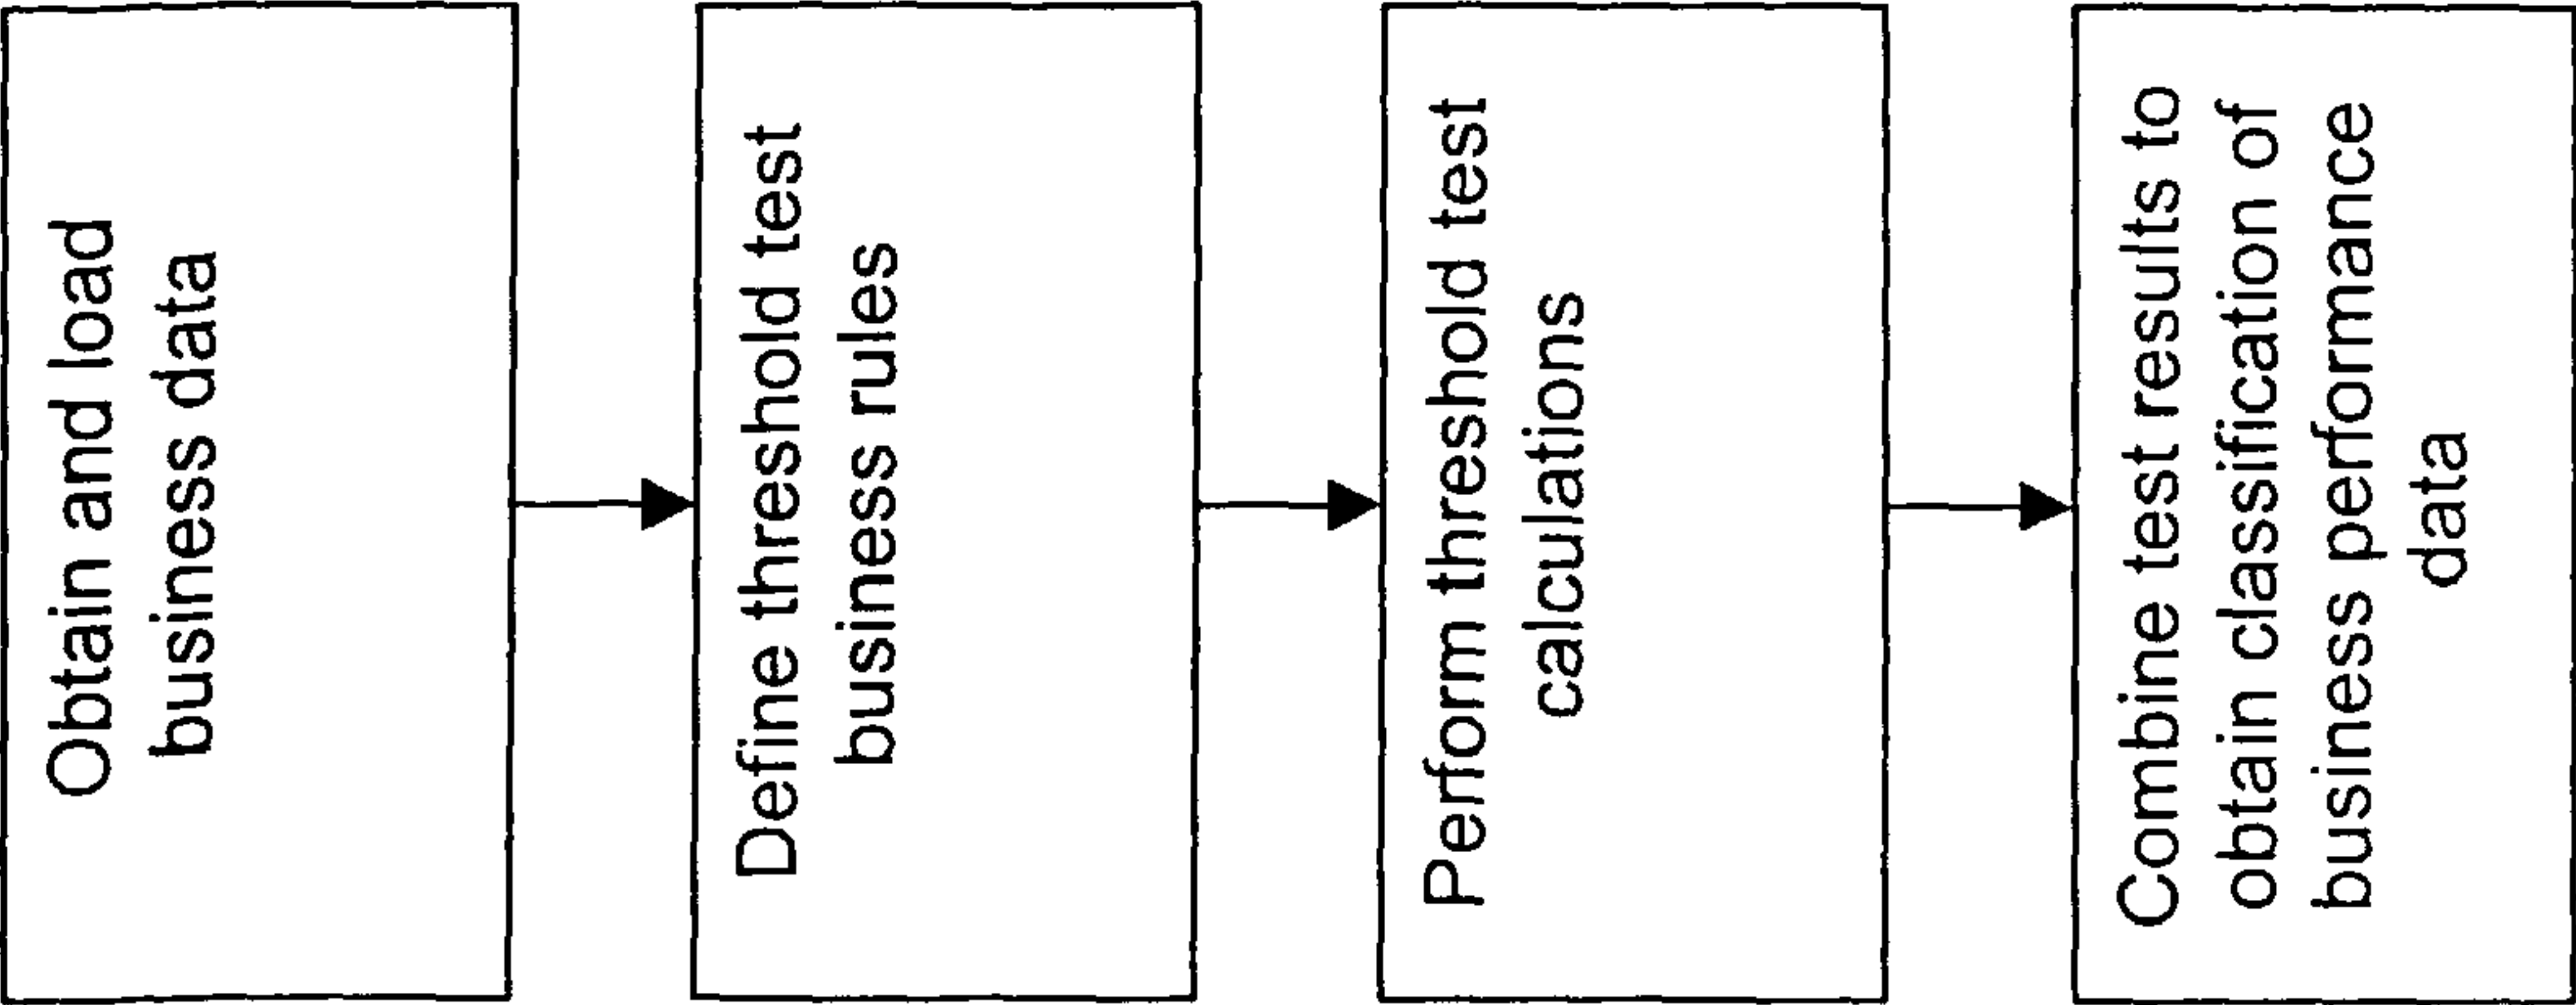 Obtain and load
business data
Define threshold test
business rules
Perform threshold test
calculations
Combine test results to
obtain classification of
business performance
data